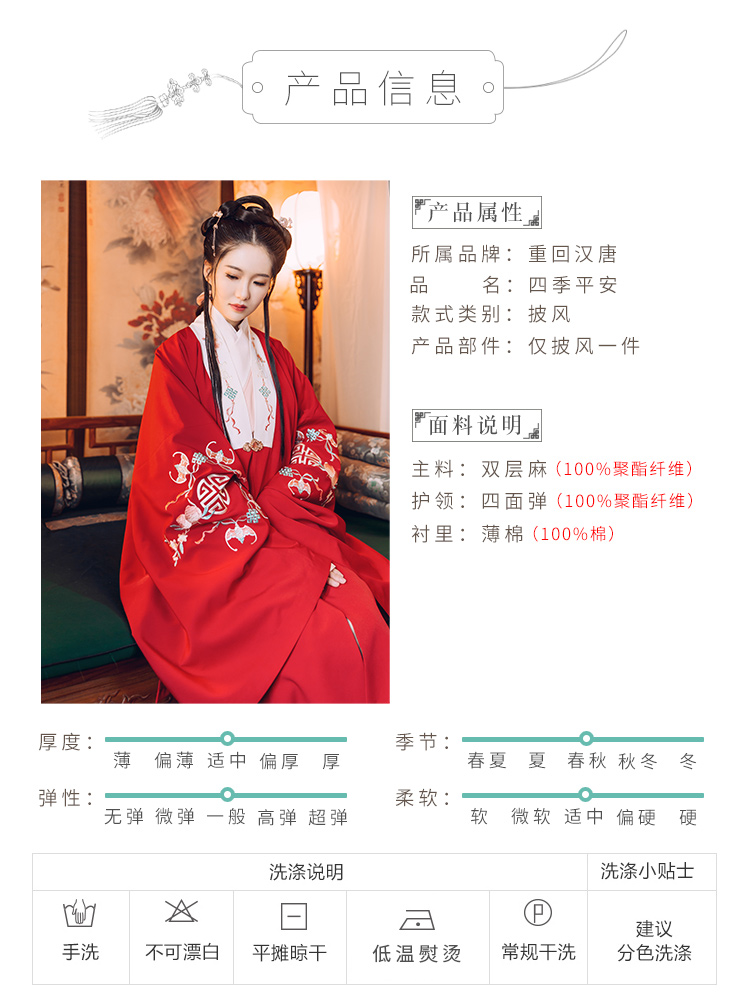 产品信息
产品属性
所属品牌：重回汉唐
品名：四季平安
款式类别：披风
产品部件：仅披风一件
面料说明
主料：双层麻（100%聚酯纤维）
护领：四面弹（100%聚酯纤维）
衬里：薄棉（100%棉）
厚度：
薄 偏薄 适中 偏厚 厚
季节：
春夏 夏 春秋 秋冬 冬
弹性：
无弹 微弹 一般 高弹 超弹
柔软：
软 微软 适中 偏硬 硬
洗涤说明 洗涤小贴士
P
手洗 不可漂白 平摊晾干 低温熨烫 常规干洗
建议
分色洗涤